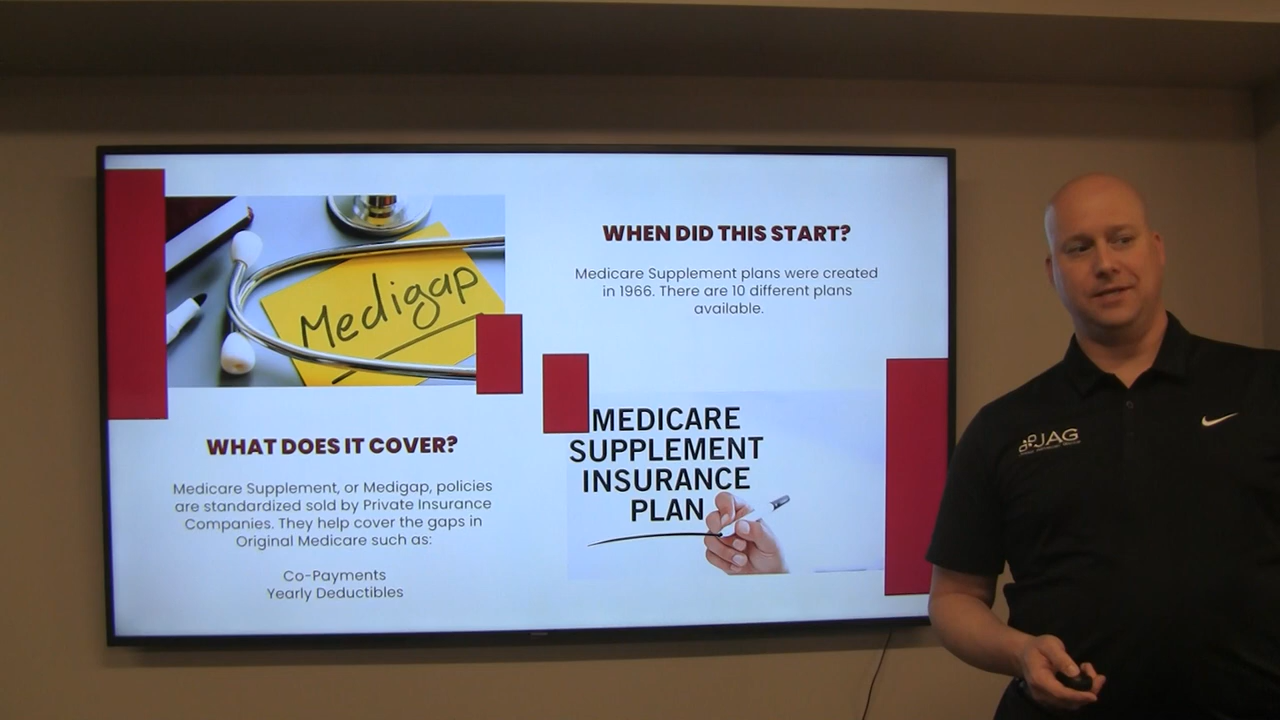 Medigap
WHAT DOES IT COVER?
Medicare Supplement, or Medigap, policies
are standardized sold by Private Insurance
Companies. They help cover the gaps in
Original Medicare such as:
Co-Payments
Yearly Deductibles
WHEN DID THIS START?
Medicare Supplement plans were created
in 1966. There are 10 different plans
available.
MEDICARE
SUPPLEMENT
INSURANCE
PLAN
JAG